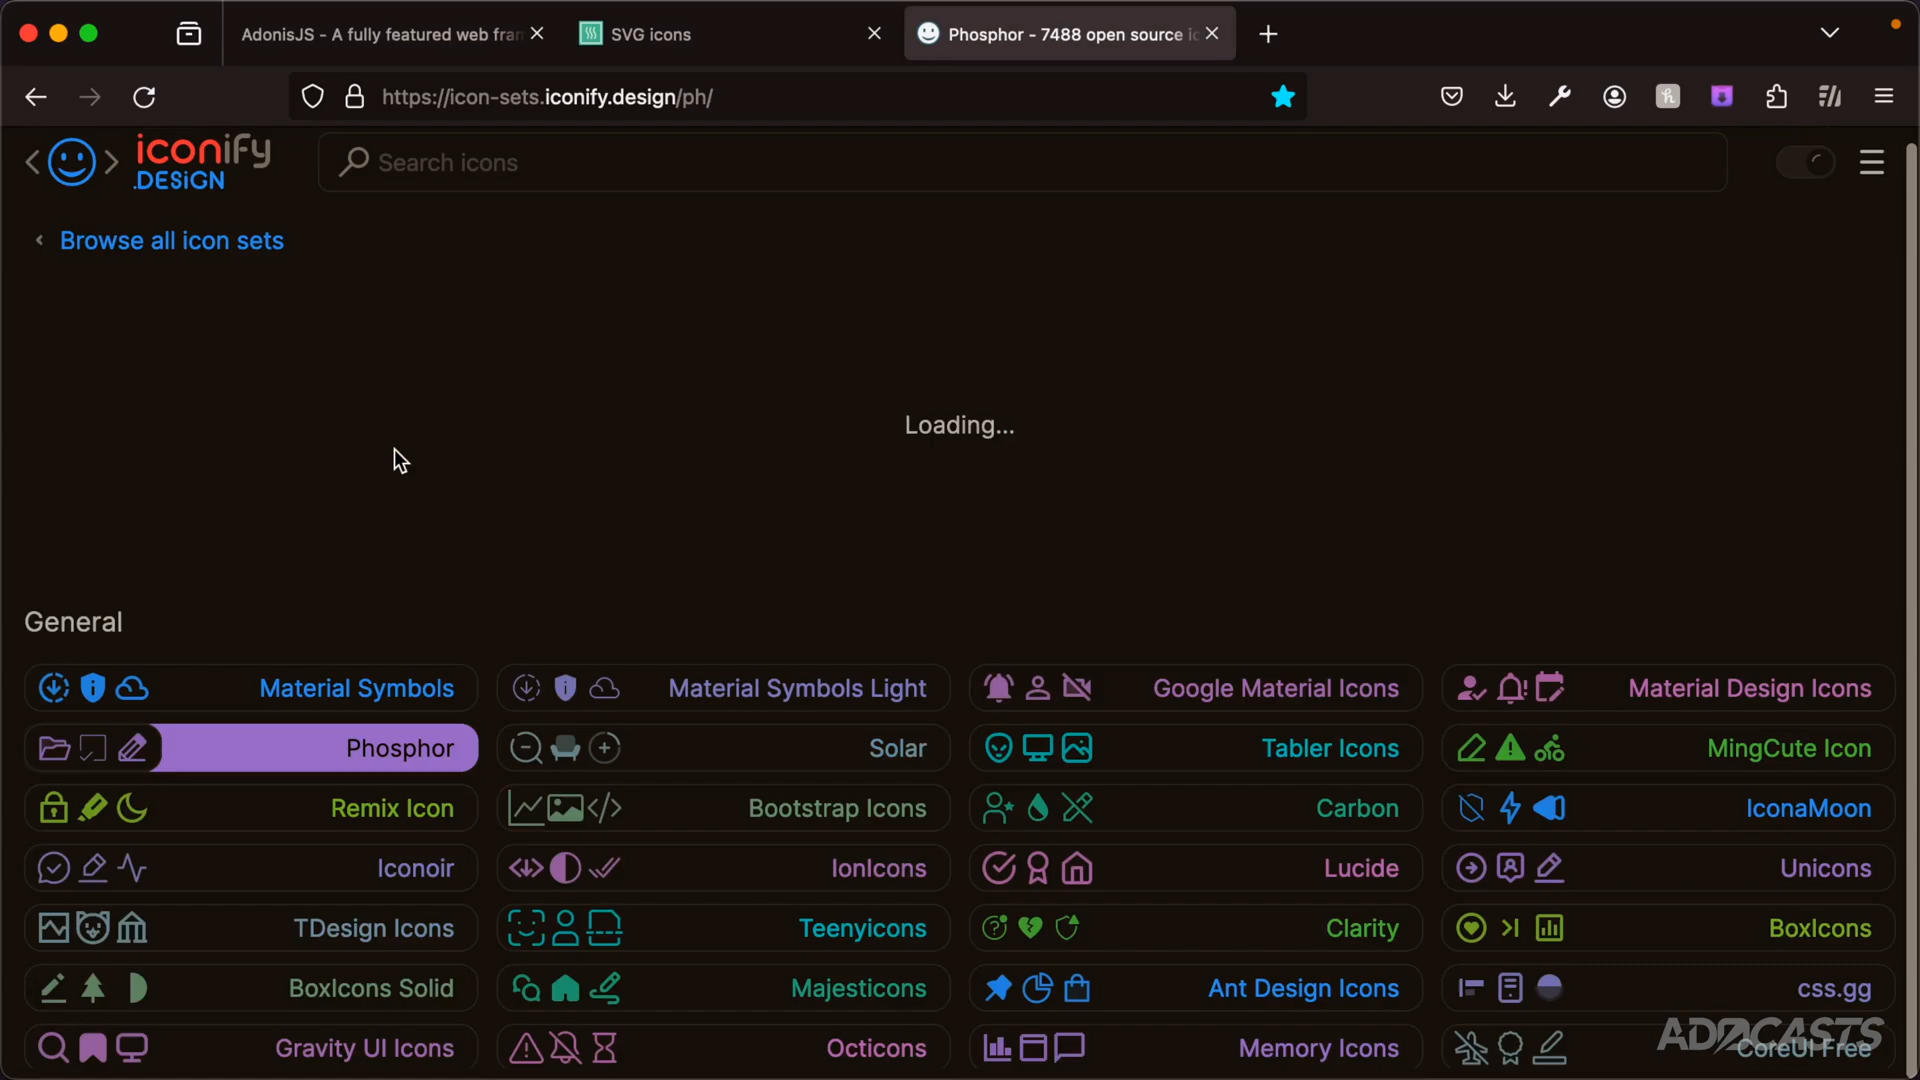 AdonisJS - A fully featured web fran
SVG icons
Phosphor - 7488 open source ic
https://icon-sets.iconify.design/ph/
iconify
.DESiGN
Search icons
Browse all icon sets
Loading...
General
Material Symbols
Material Symbols Light
Google Material Icons
Material Design Icons
Phosphor
Solar
Tabler Icons
MingCute Icon
Remix Icon
Bootstrap Icons
Carbon
IconaMoon
Iconoir
IonIcons
Lucide
Unicons
TDesign Icons
Teenyicons
Clarity
BoxIcons
BoxIcons Solid
Majesticons
Ant Design Icons
css.gg
Gravity UI Icons
Octicons
Memory Icons
CoreUI Free
ADOCASTS